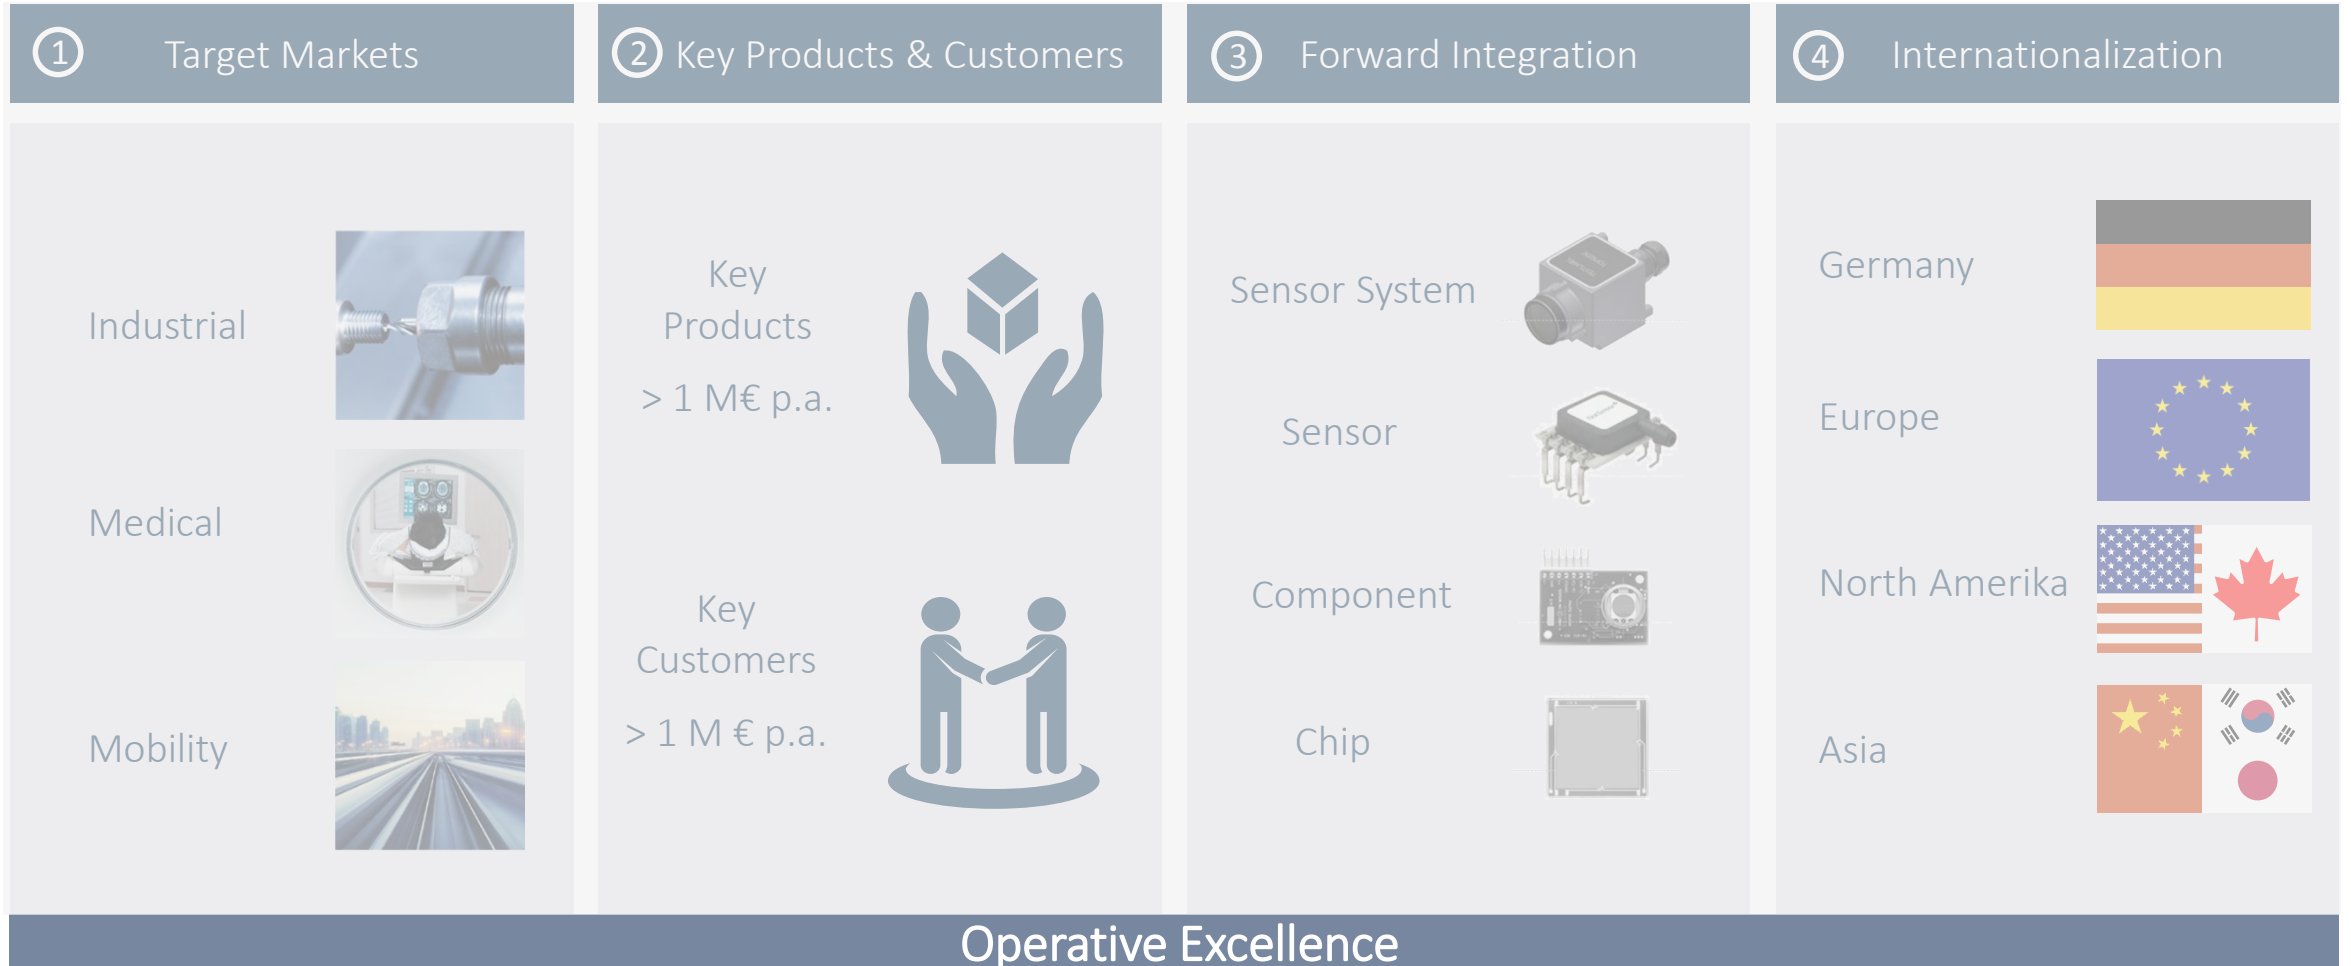 1 Target Markets
Industrial
Medical
Mobility
2 Key Products & Customers
Key
Products
> 1 M€ p.a.
Key
Customers
> 1 M € p.a.
3 Forward Integration
Sensor System
Sensor
Component
Chip
4 Internationalization
Germany
Europe
North Amerika
Asia
Operative Excellence